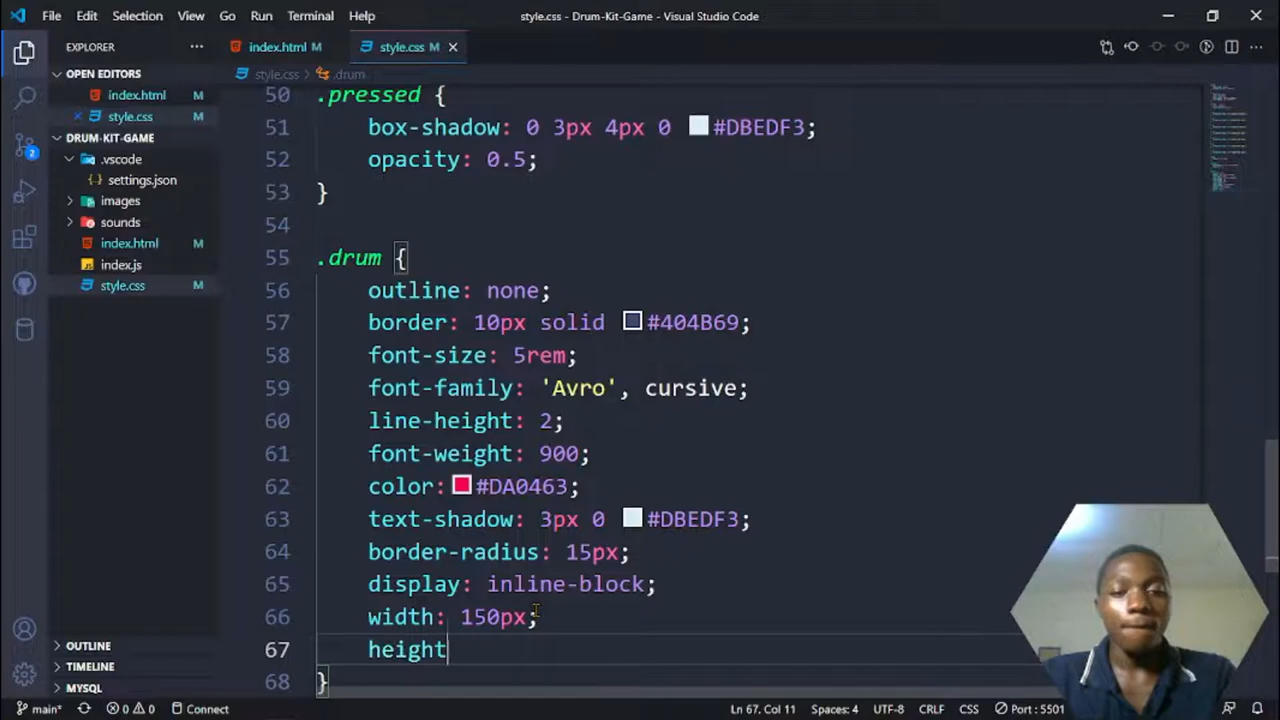 File Edit Selection View Go Run Terminal Help
style.css - Drum-Kit-Game - Visual Studio Code
EXPLORER
index.html M
style.css M
OPEN EDITORS
index.html M
style.css M
DRUM-KIT-GAME
.vscode
settings.json
images
sounds
index.html M
index.js
style.css M
OUTLINE
TIMELINE
MYSQL
2
style.css .drum
50 .pressed {
51 box-shadow: 0 3px 4px 0 #DBEDF3;
52 opacity: 0.5;
53 }
54
55 .drum {
56 outline: none;
57 border: 10px solid #404B69;
58 font-size: 5rem;
59 font-family: 'Avro', cursive;
60 line-height: 2;
61 font-weight: 900;
62 color: #DA0463;
63 text-shadow: 3px 0 #DBEDF3;
64 border-radius: 15px;
65 display: inline-block;
66 width: 150px;
67 height
68 }
main* 0 0 Connect Ln 67, Col 11 Spaces: 4 UTF-8 CRLF CSS Port : 5501